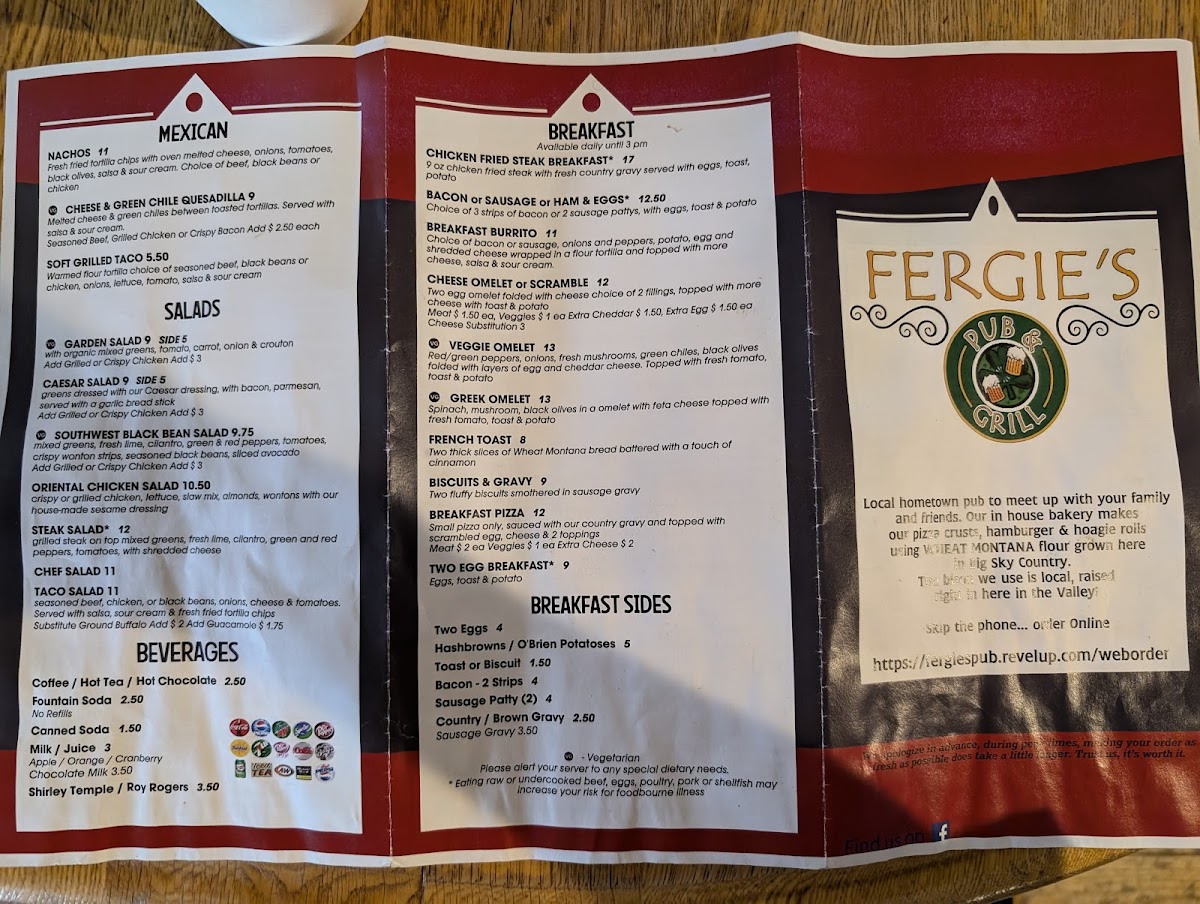 MEXICAN
NACHOS 11
Fresh fried tortilla chips with oven melted cheese, onions, tomatoes,
black olives, salsa & sour cream. Choice of beef, black beans or
chicken
VG CHEESE & GREEN CHILE QUESADILLA 9
Melted cheese & green chiles between toasted tortillas. Served with
salsa & sour cream.
Seasoned Beef, Grilled Chicken or Crispy Bacon Add $ 2.50 each
SOFT GRILLED TACO 5.50
Warmed flour tortilla choice of seasoned beef, black beans or
chicken, onions, lettuce, tomato, salsa & sour cream
SALADS
VG GARDEN SALAD 9 SIDE 5
with organic mixed greens, tomato, carrot, onion & crouton
Add Grilled or Crispy Chicken Add $ 3
CAESAR SALAD 9 SIDE 5
greens dressed with our Caesar dressing, with bacon, parmesan,
served with a garlic bread stick
Add Grilled or Crispy Chicken Add $ 3
VG SOUTHWEST BLACK BEAN SALAD 9.75
mixed greens, fresh lime, cilantro, green & red peppers, tomatoes,
crispy wonton strips, seasoned black beans, sliced avocado
Add Grilled or Crispy Chicken Add $ 3
ORIENTAL CHICKEN SALAD 10.50
crispy or grilled chicken, lettuce, slaw mix, almonds, wontons with our
house-made sesame dressing
STEAK SALAD* 12
grilled steak on top mixed greens, fresh lime, cilantro, green and red
peppers, tomatoes, with shredded cheese
CHEF SALAD 11
TACO SALAD 11
seasoned beef, chicken, or black beans, onions, cheese & tomatoes.
Served with salsa, sour cream & fresh fried tortilla chips
Substitute Ground Buffalo Add $ 2 Add Guacamole $ 1.75
BEVERAGES
Coffee / Hot Tea / Hot Chocolate 2.50
Fountain Soda 2.50
No Refills
Canned Soda 1.50
Milk / Juice 3
Apple / Orange / Cranberry
Chocolate Milk 3.50
Shirley Temple / Roy Rogers 3.50
BREAKFAST
Available daily until 3 pm
CHICKEN FRIED STEAK BREAKFAST* 17
9 oz chicken fried steak with fresh country gravy served with eggs, toast,
potato
BACON or SAUSAGE or HAM & EGGS* 12.50
Choice of 3 strips of bacon or 2 sausage pattys, with eggs, toast & potato
BREAKFAST BURRITO 11
Choice of bacon or sausage, onions and peppers, potato, egg and
shredded cheese wrapped in a flour tortilla and topped with more
cheese, salsa & sour cream.
CHEESE OMELET or SCRAMBLE 12
Two egg omelet folded with cheese choice of 2 fillings, topped with more
cheese with toast & potato
Meat $ 1.50 ea, Veggies $ 1 ea Extra Cheddar $ 1.50, Extra Egg $ 1.50 ea
Cheese Substitution 3
VG VEGGIE OMELET 13
Red/green peppers, onions, fresh mushrooms, green chiles, black olives
folded with layers of egg and cheddar cheese. Topped with fresh tomato,
toast & potato
VG GREEK OMELET 13
Spinach, mushroom, black olives in a omelet with feta cheese topped with
fresh tomato, toast & potato
FRENCH TOAST 8
Two thick slices of Wheat Montana bread battered with a touch of
cinnamon
BISCUITS & GRAVY 9
Two fluffy biscuits smothered in sausage gravy
BREAKFAST PIZZA 12
Small pizza only, sauced with our country gravy and topped with
scrambled egg, cheese & 2 toppings
Meat $ 2 ea Veggies $ 1 ea Extra Cheese $ 2
TWO EGG BREAKFAST* 9
Eggs, toast & potato
BREAKFAST SIDES
Two Eggs 4
Hashbrowns / O'Brien Potatoses 5
Toast or Biscuit 1.50
Bacon - 2 Strips 4
Sausage Patty (2) 4
Country / Brown Gravy 2.50
Sausage Gravy 3.50
VG - Vegetarian
Please alert your server to any special dietary needs.
* Eating raw or undercooked beef, eggs, poultry, pork or shellfish may
increase your risk for foodbourne illness
FERGIE'S
PUB &
GRILL
Local hometown pub to meet up with your family
and friends. Our in house bakery makes
our pizza crusts, hamburger & hoagie rolls
using WHEAT MONTANA flour grown here
in Big Sky Country.
we use is local, raised
right in here in the Valley!
Skip the phone... order Online
https://fergiespub.revelup.com/weborder
We apologize in advance, during peak times, making your order as
fresh as possible does take a little longer. Trust us, it's worth it.
Find us on f